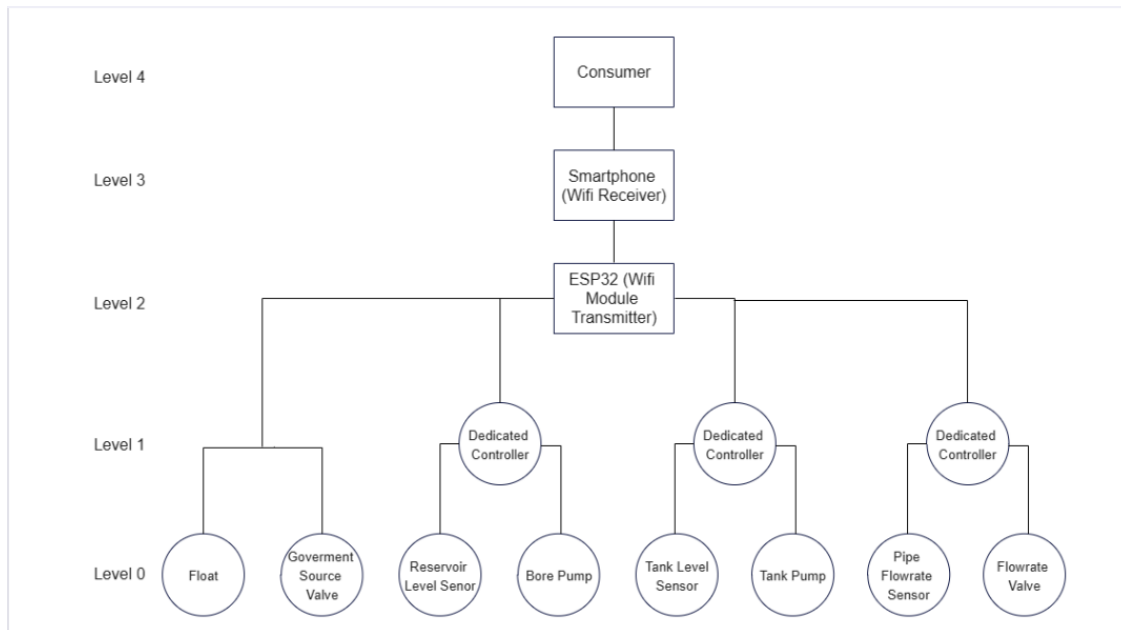 Level 4
Consumer
Level 3
Smartphone
(Wifi Receiver)
Level 2
ESP32 (Wifi
Module
Transmitter)
Level 1
Dedicated
Controller
Dedicated
Controller
Dedicated
Controller
Level 0
Float
Goverment
Source
Valve
Reservoir
Level Senor
Bore Pump
Tank Level
Sensor
Tank Pump
Pipe
Flowrate
Sensor
Flowrate
Valve